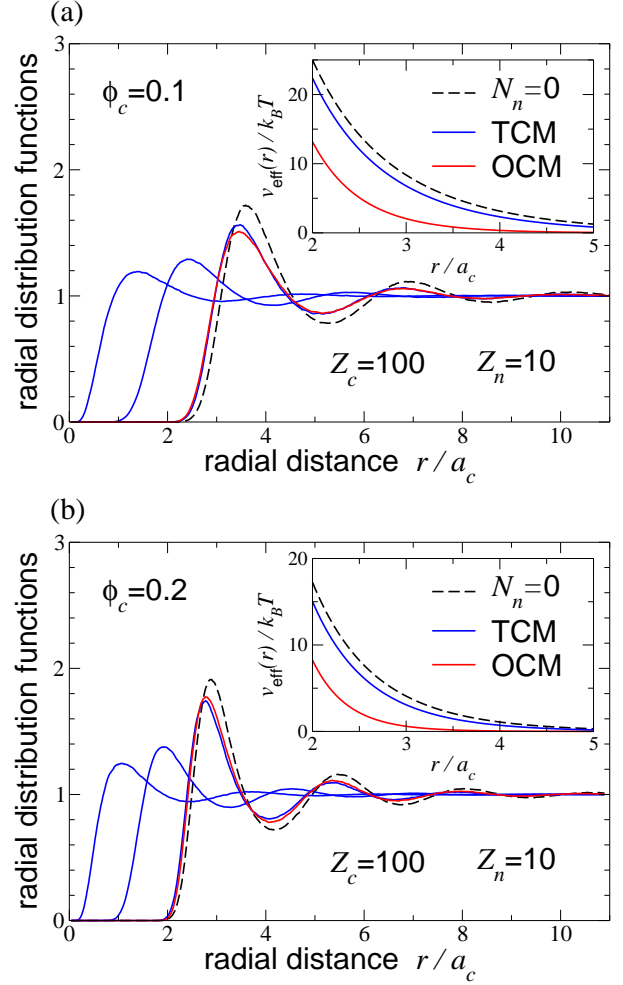 (a)
3
2
1
0
radial distribution functions
ϕc=0.1
20
10
0
veff(r) / kBT
Nn=0
TCM
OCM
2 3 4 5
r / ac
Zc=100 Zn=10
0 2 4 6 8 10
radial distance r / ac
(b)
3
2
1
0
radial distribution functions
ϕc=0.2
20
10
0
veff(r) / kBT
Nn=0
TCM
OCM
2 3 4 5
r / ac
Zc=100 Zn=10
0 2 4 6 8 10
radial distance r / ac